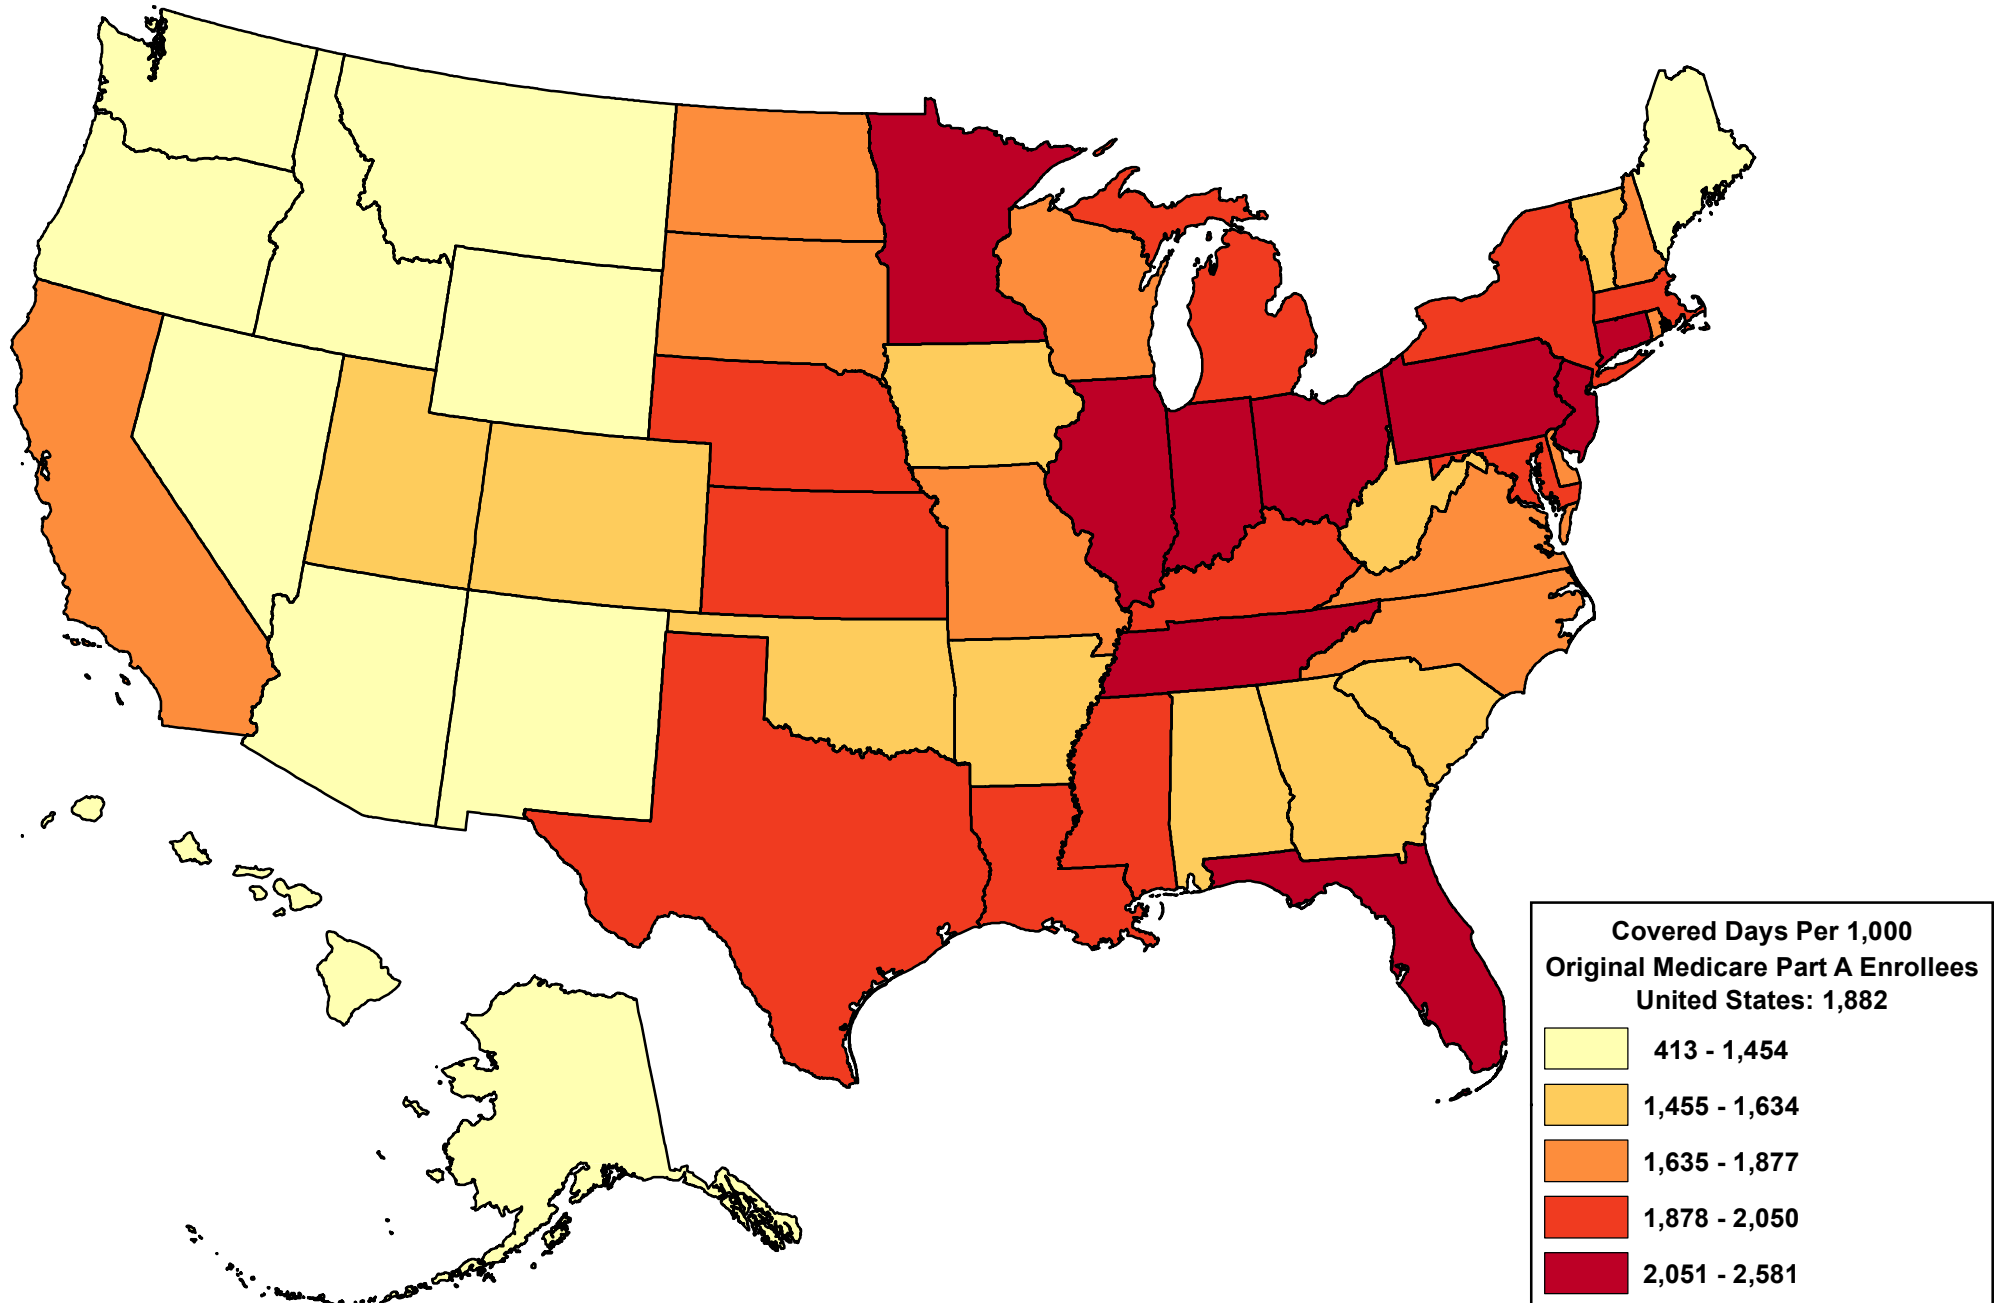 Covered Days Per 1,000
Original Medicare Part A Enrollees
United States: 1,882
413 - 1,454
1,455 - 1,634
1,635 - 1,877
1,878 - 2,050
2,051 - 2,581